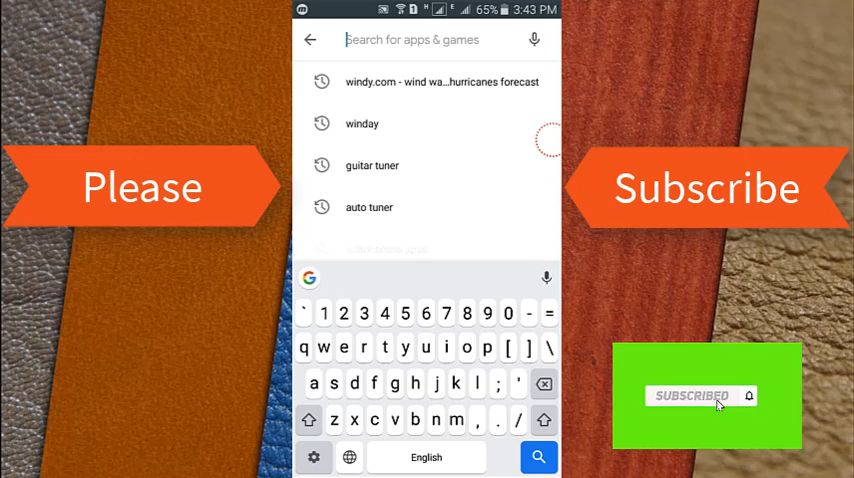 H E 65% 3:43 PM
Search for apps & games
windy.com - wind wa...hurricanes forecast
winday
guitar tuner
auto tuner
Please
Subscribe
` 1 2 3 4 5 6 7 8 9 0 - =
q w e r t y u i o p [ ] \
a s d f g h j k l ; '
z x c v b n m , . /
English
SUBSCRIBED